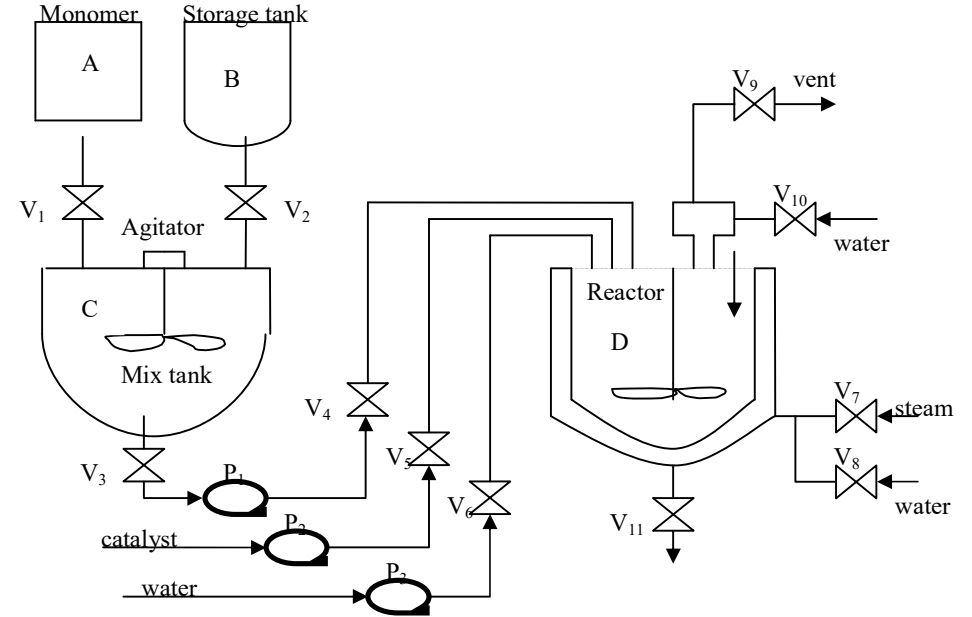 Monomer
Storage tank
A
B
V9
vent
V1
V2
V10
Agitator
water
C
Reactor
D
Mix tank
V4
V7
steam
V3
V5
V8
P1
V6
water
P2
V11
catalyst
P3
water